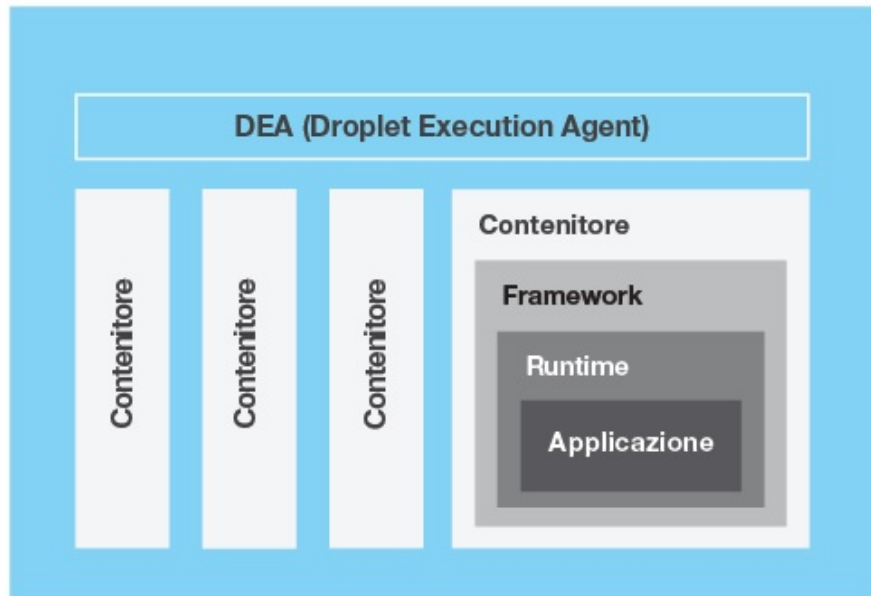 DEA (Droplet Execution Agent)
Contenitore
Contenitore
Contenitore
Contenitore
Framework
Runtime
Applicazione